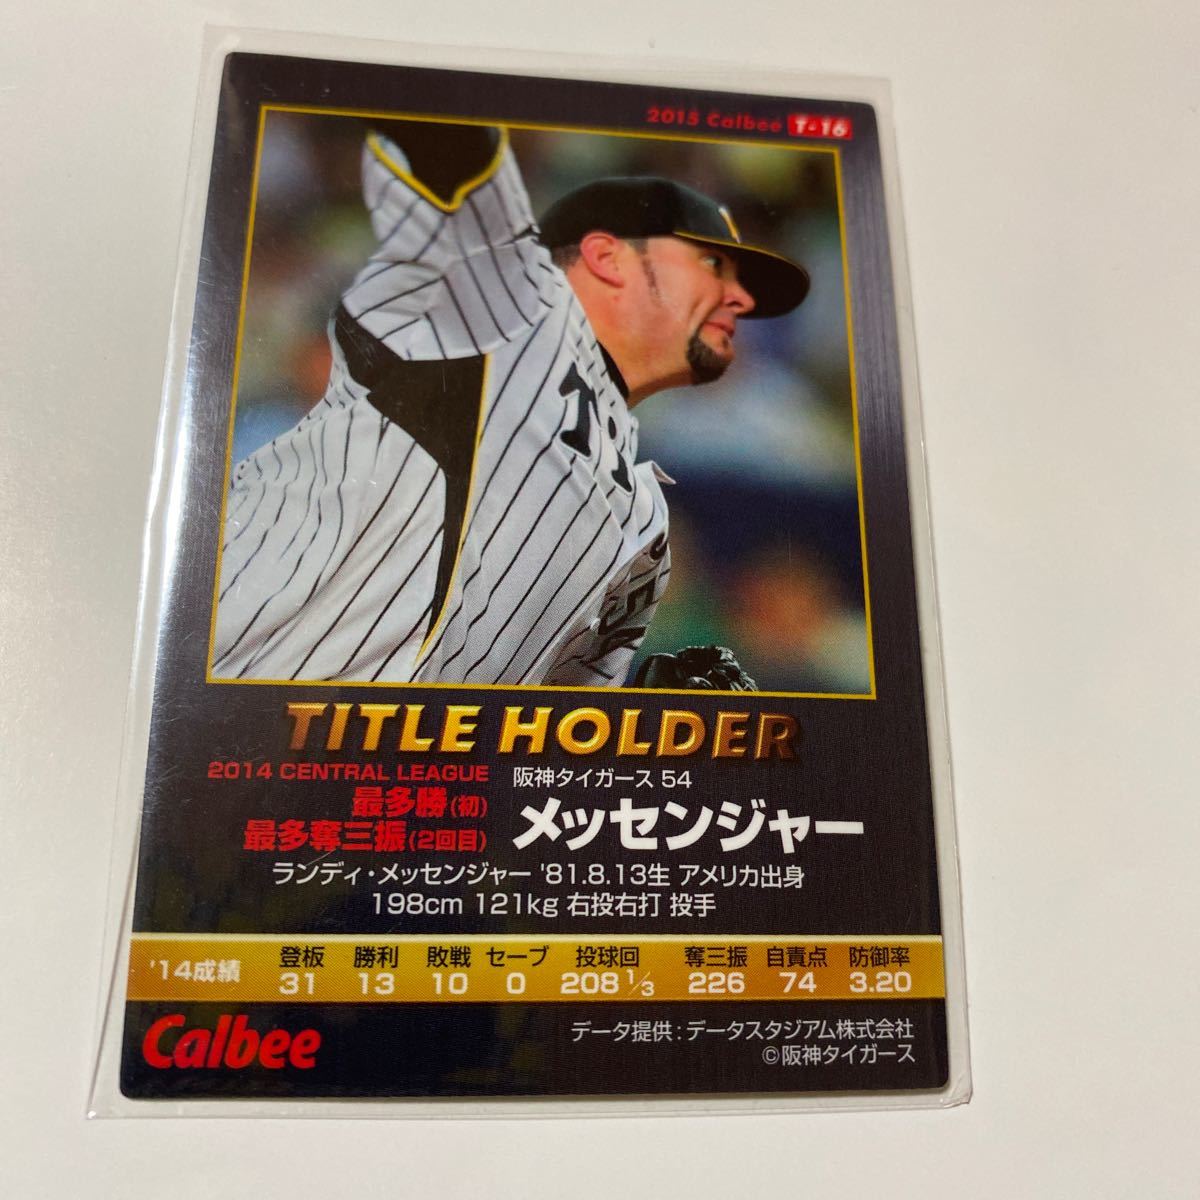 2015 Calbee T-16
TITLE HOLDER
2014 CENTRAL LEAGUE
最多勝(初)
最多奪三振(2回目)
阪神タイガース 54
メッセンジャー
ランディ・メッセンジャー '81.8.13生 アメリカ出身
198cm 121kg 右投右打 投手
'14成績
登板 勝利 敗戦 セーブ 投球回 奪三振 自責点 防御率
31 13 10 0 208 1/3 226 74 3.20
Calbee
データ提供:データスタジアム株式会社
©阪神タイガース